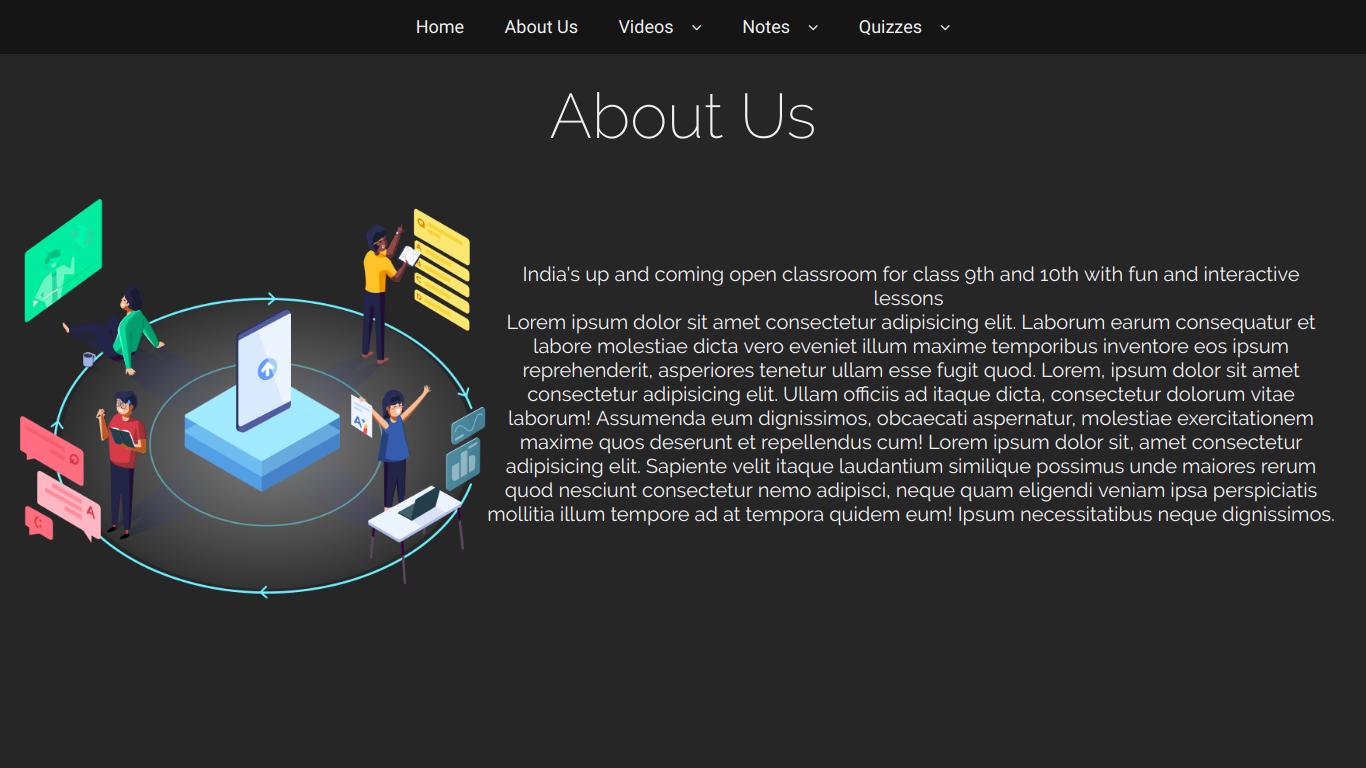 Home About Us Videos Notes Quizzes
About Us
India's up and coming open classroom for class 9th and 10th with fun and interactive
lessons
Lorem ipsum dolor sit amet consectetur adipisicing elit. Laborum earum consequatur et
labore molestiae dicta vero eveniet illum maxime temporibus inventore eos ipsum
reprehenderit, asperiores tenetur ullam esse fugit quod. Lorem, ipsum dolor sit amet
consectetur adipisicing elit. Ullam officiis ad itaque dicta, consectetur dolorum vitae
laborum! Assumenda eum dignissimos, obcaecati aspernatur, molestiae exercitationem
maxime quos deserunt et repellendus cum! Lorem ipsum dolor sit, amet consectetur
adipisicing elit. Sapiente velit itaque laudantium similique possimus unde maiores rerum
quod nesciunt consectetur nemo adipisci, neque quam eligendi veniam ipsa perspiciatis
mollitia illum tempore ad at tempora quidem eum! Ipsum necessitatibus neque dignissimos.